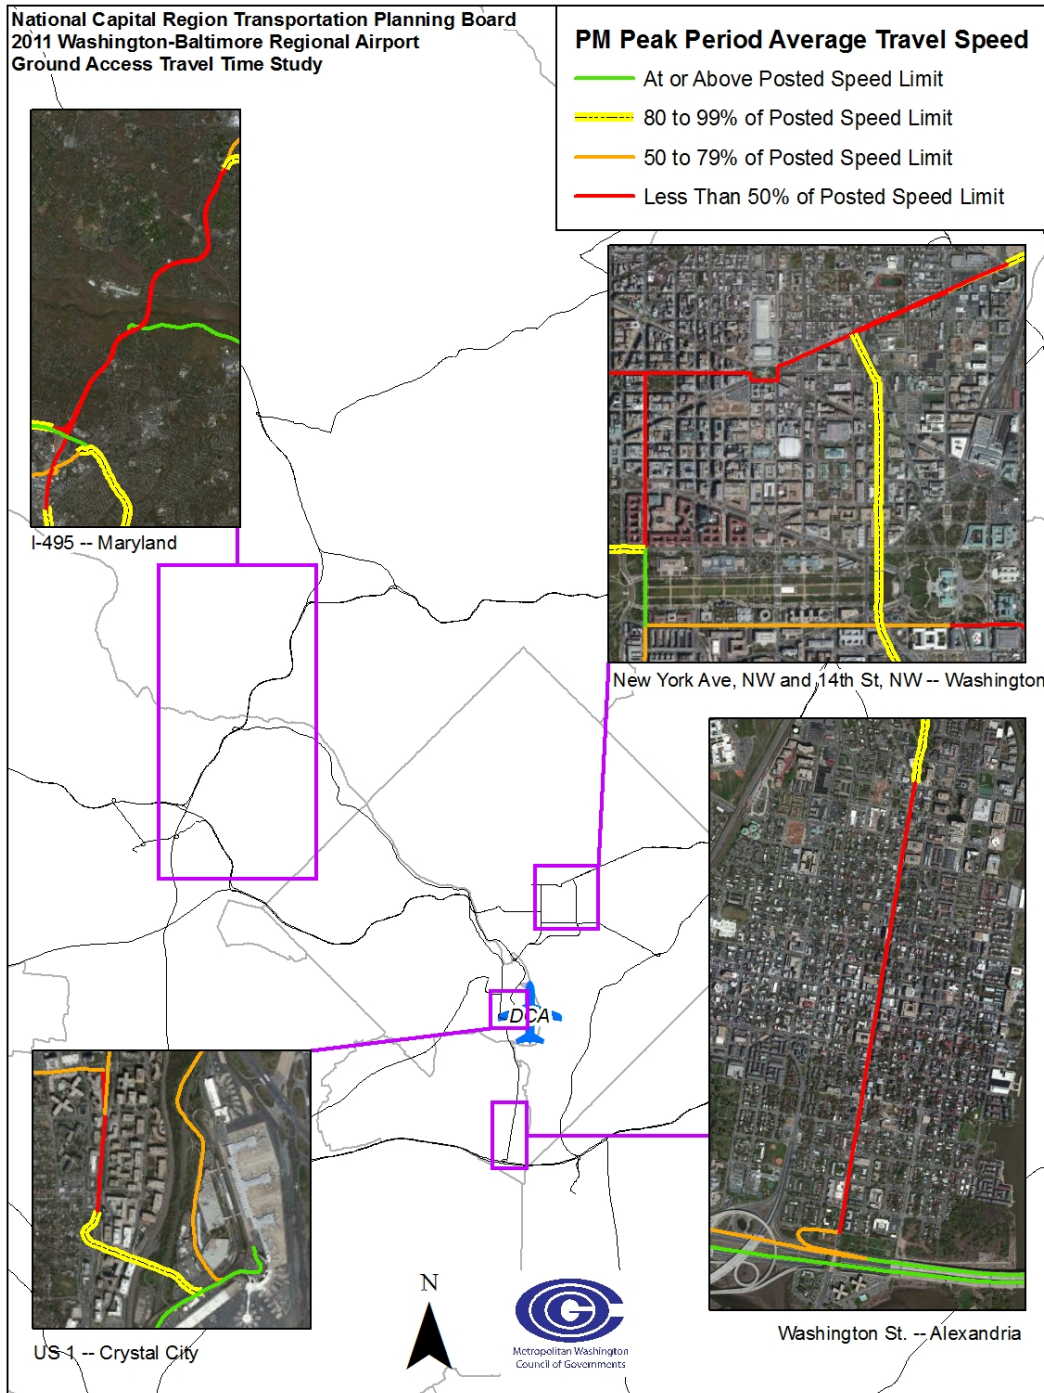 National Capital Region Transportation Planning Board
2011 Washington-Baltimore Regional Airport
Ground Access Travel Time Study
PM Peak Period Average Travel Speed
At or Above Posted Speed Limit
80 to 99% of Posted Speed Limit
50 to 79% of Posted Speed Limit
Less Than 50% of Posted Speed Limit
I-495 -- Maryland
New York Ave, NW and 14th St, NW -- Washington
DCA
US 1 -- Crystal City
N
Metropolitan Washington
Council of Governments
Washington St. -- Alexandria